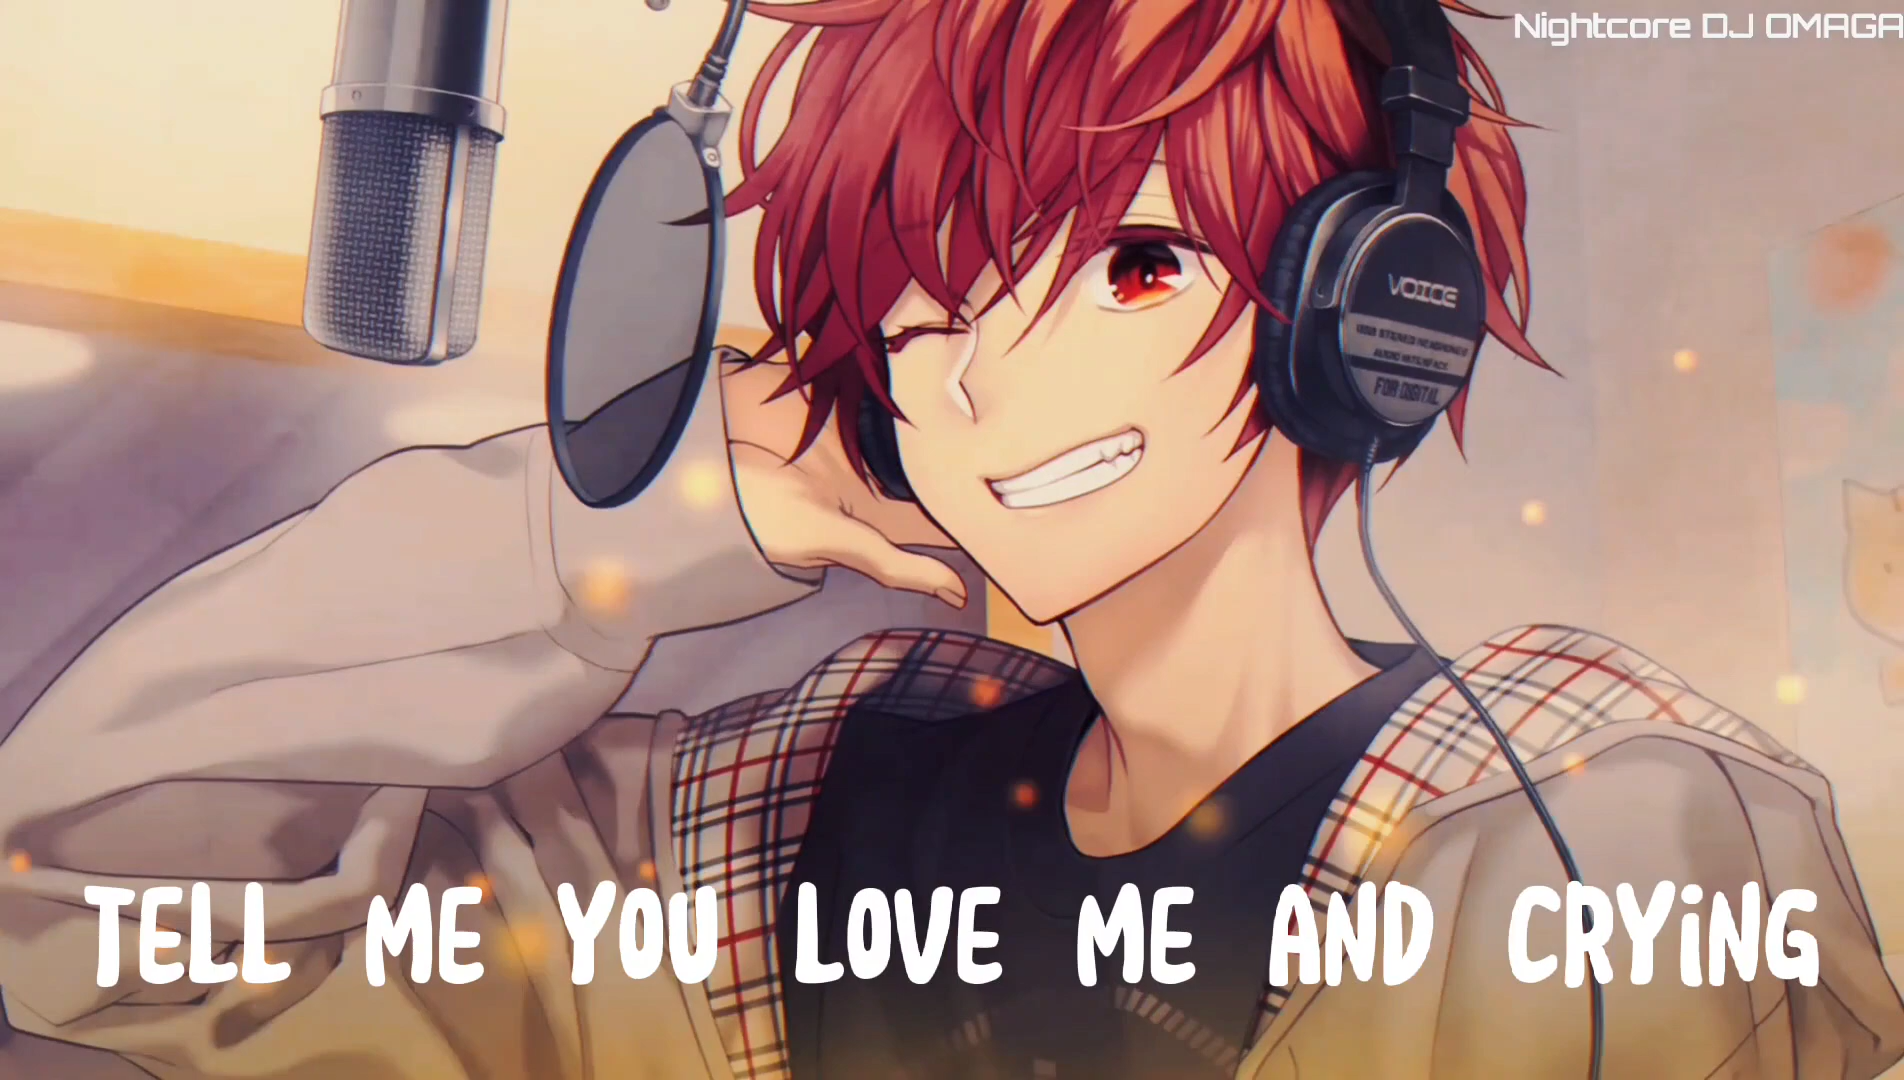 Nightcore DJ OMAGA
VOICE
FOR DIGITAL
TELL ME YOU LOVE ME AND CRYiNG